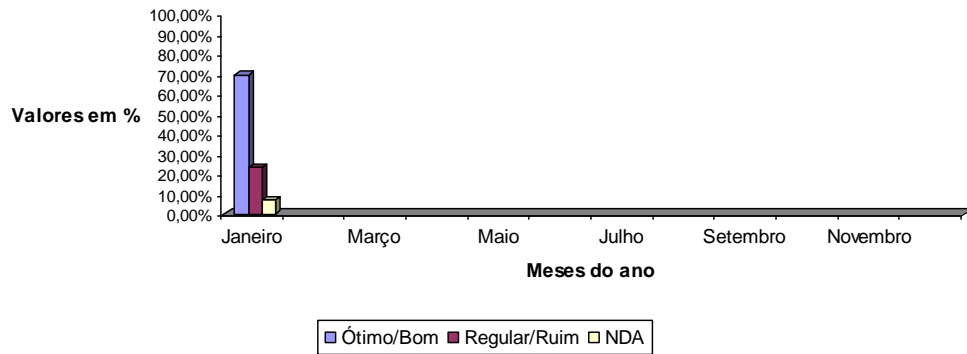 100,00%
90,00%
80,00%
70,00%
60,00%
50,00%
40,00%
30,00%
20,00%
10,00%
0,00%
Valores em %
Janeiro Março Maio Julho Setembro Novembro
Meses do ano
Ótimo/Bom Regular/Ruim NDA